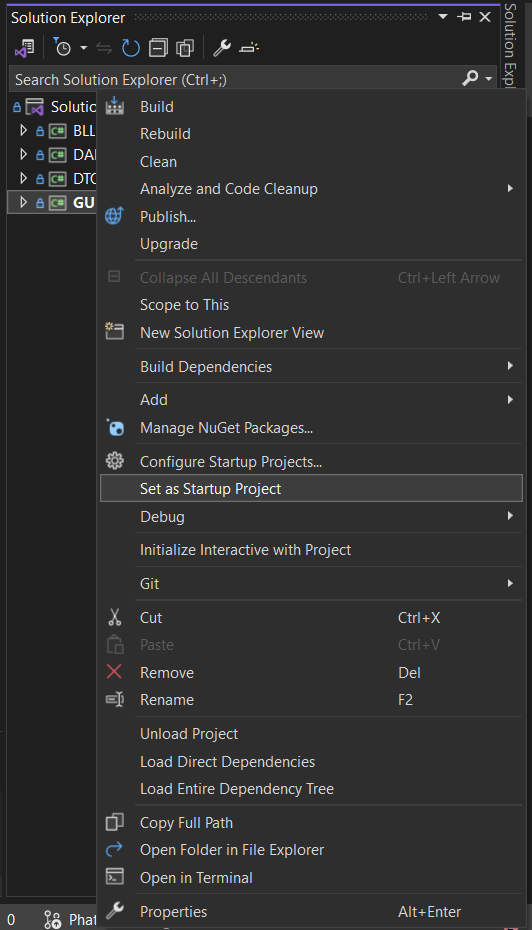 Solution Explorer
Search Solution Explorer (Ctrl+;)
Solution Expl
Solutio
BLL
DAL
DTO
GU
Build
Rebuild
Clean
Analyze and Code Cleanup
Publish...
Upgrade
Collapse All Descendants Ctrl+Left Arrow
Scope to This
New Solution Explorer View
Build Dependencies
Add
Manage NuGet Packages...
Configure Startup Projects...
Set as Startup Project
Debug
Initialize Interactive with Project
Git
Cut Ctrl+X
Paste Ctrl+V
Remove Del
Rename F2
Unload Project
Load Direct Dependencies
Load Entire Dependency Tree
Copy Full Path
Open Folder in File Explorer
Open in Terminal
Properties Alt+Enter
0 Phat